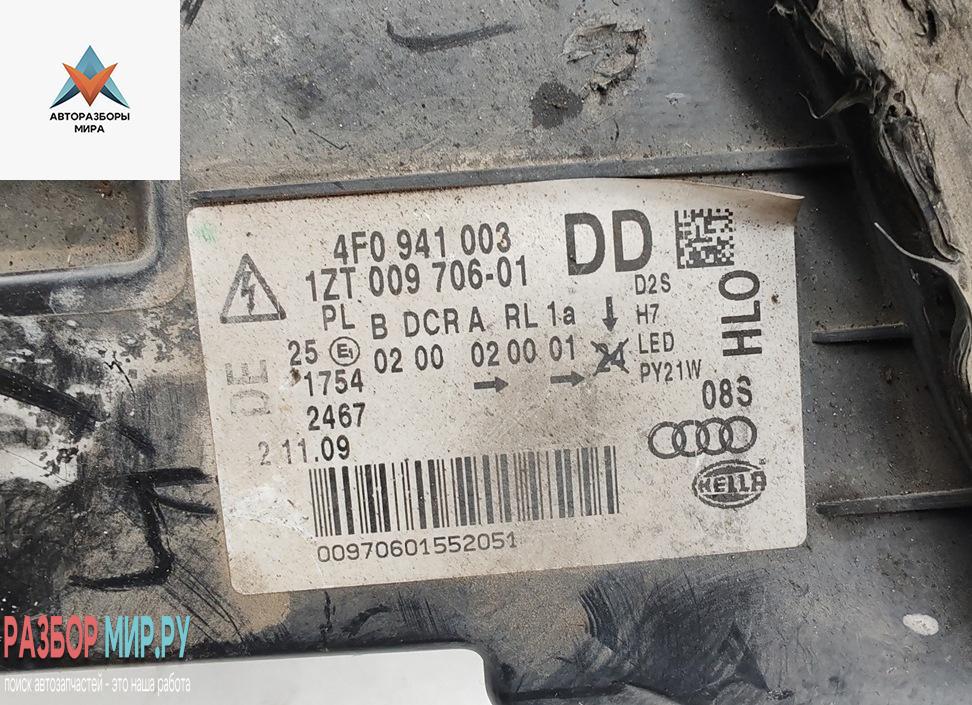 АВТОРАЗБОРЫ
МИРА
4F0 941 003
DD
1ZT 009 706-01
D2S
PL B DCR A RL 1a
H7
HLO
25 E1 02 00 02 00 01 24
LED
DE
1754
PY21W
2467
08S
2 11.09
HELLA
00970601552051
РАЗБОР МИР.РУ
поиск автозапчастей - это наша работа